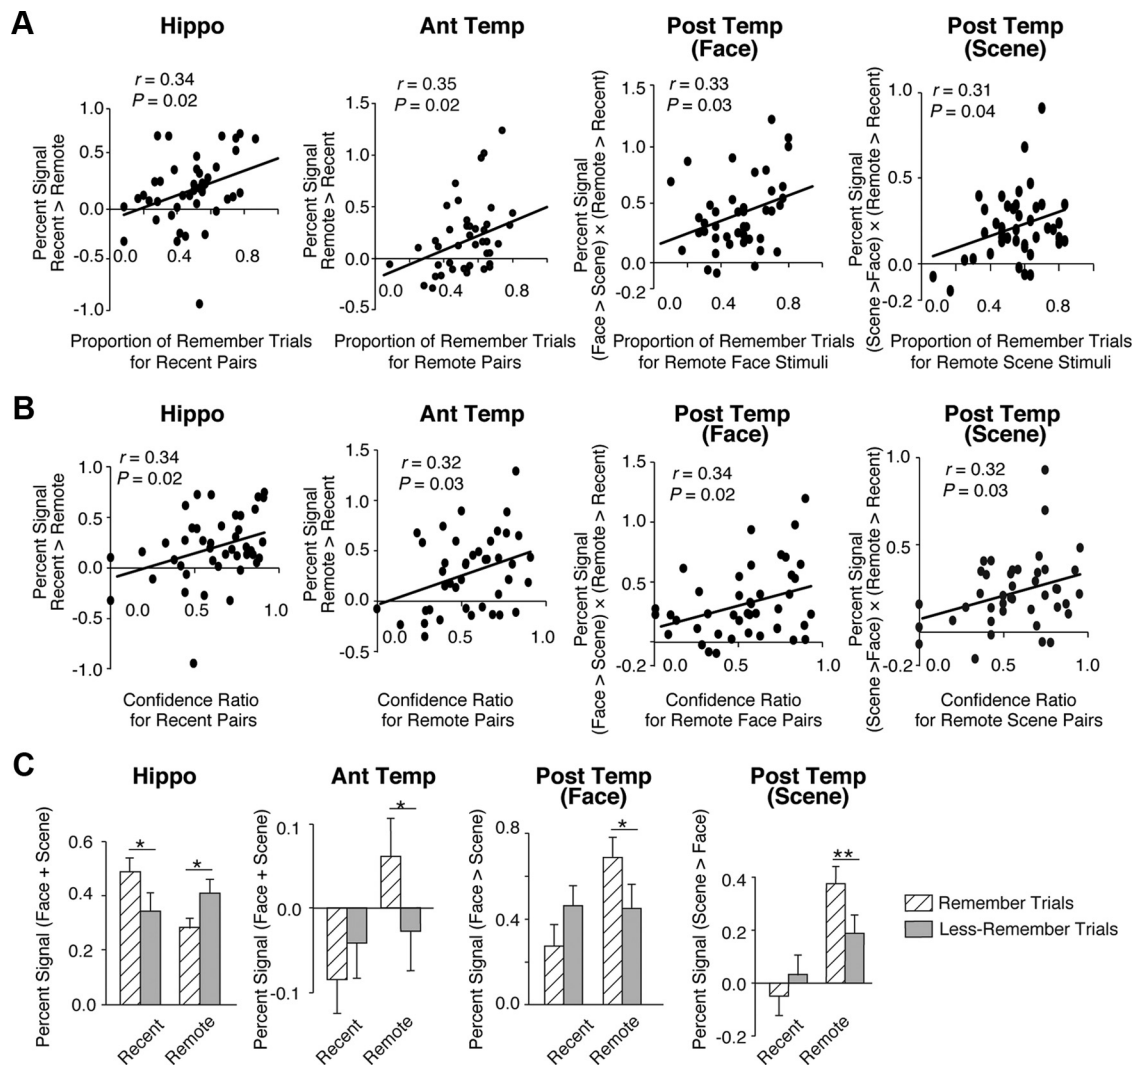 A
Hippo
r = 0.34
P = 0.02
Percent Signal
Recent > Remote
1.0
0.5
0.0
-0.5
-1.0
0.0 0.4 0.8
Proportion of Remember Trials
for Recent Pairs
Ant Temp
r = 0.35
P = 0.02
Percent Signal
Remote > Recent
1.5
1.0
0.5
0.0
-0.5
0.0 0.4 0.8
Proportion of Remember Trials
for Remote Pairs
Post Temp
(Face)
r = 0.33
P = 0.03
Percent Signal
(Face > Scene) × (Remote > Recent)
1.5
1.0
0.5
0.0
-0.2
0.0 0.4 0.8
Proportion of Remember Trials
for Remote Face Stimuli
Post Temp
(Scene)
r = 0.31
P = 0.04
Percent Signal
(Scene >Face) × (Remote > Recent)
1.0
0.5
0.0
-0.2
0.0 0.4 0.8
Proportion of Remember Trials
for Remote Scene Stimuli
B
Hippo
r = 0.34
P = 0.02
Percent Signal
Recent > Remote
1.0
0.5
0.0
-0.5
-1.0
0.0 0.5 1.0
Confidence Ratio
for Recent Pairs
Ant Temp
r = 0.32
P = 0.03
Percent Signal
Remote > Recent
1.5
1.0
0.5
0.0
-0.5
0.0 0.5 1.0
Confidence Ratio
for Remote Pairs
Post Temp
(Face)
r = 0.34
P = 0.02
Percent Signal
(Face > Scene) × (Remote > Recent)
1.5
1.0
0.5
0.0
-0.2
0.0 0.5 1.0
Confidence Ratio
for Remote Face Pairs
Post Temp
(Scene)
r = 0.32
P = 0.03
Percent Signal
(Scene >Face) × (Remote > Recent)
1.0
0.5
0.0
-0.2
0.0 0.5 1.0
Confidence Ratio
for Remote Scene Pairs
C
Hippo
Percent Signal (Face + Scene)
0.6
0.4
0.2
0.0
*
*
Recent
Remote
Ant Temp
Percent Signal (Face + Scene)
0.1
0.0
-0.1
*
Recent
Remote
Post Temp
(Face)
Percent Signal (Face > Scene)
0.8
0.4
0.0
*
Recent
Remote
Post Temp
(Scene)
Percent Signal (Scene > Face)
0.4
0.2
0.0
-0.2
**
Recent
Remote
Remember Trials
Less-Remember Trials